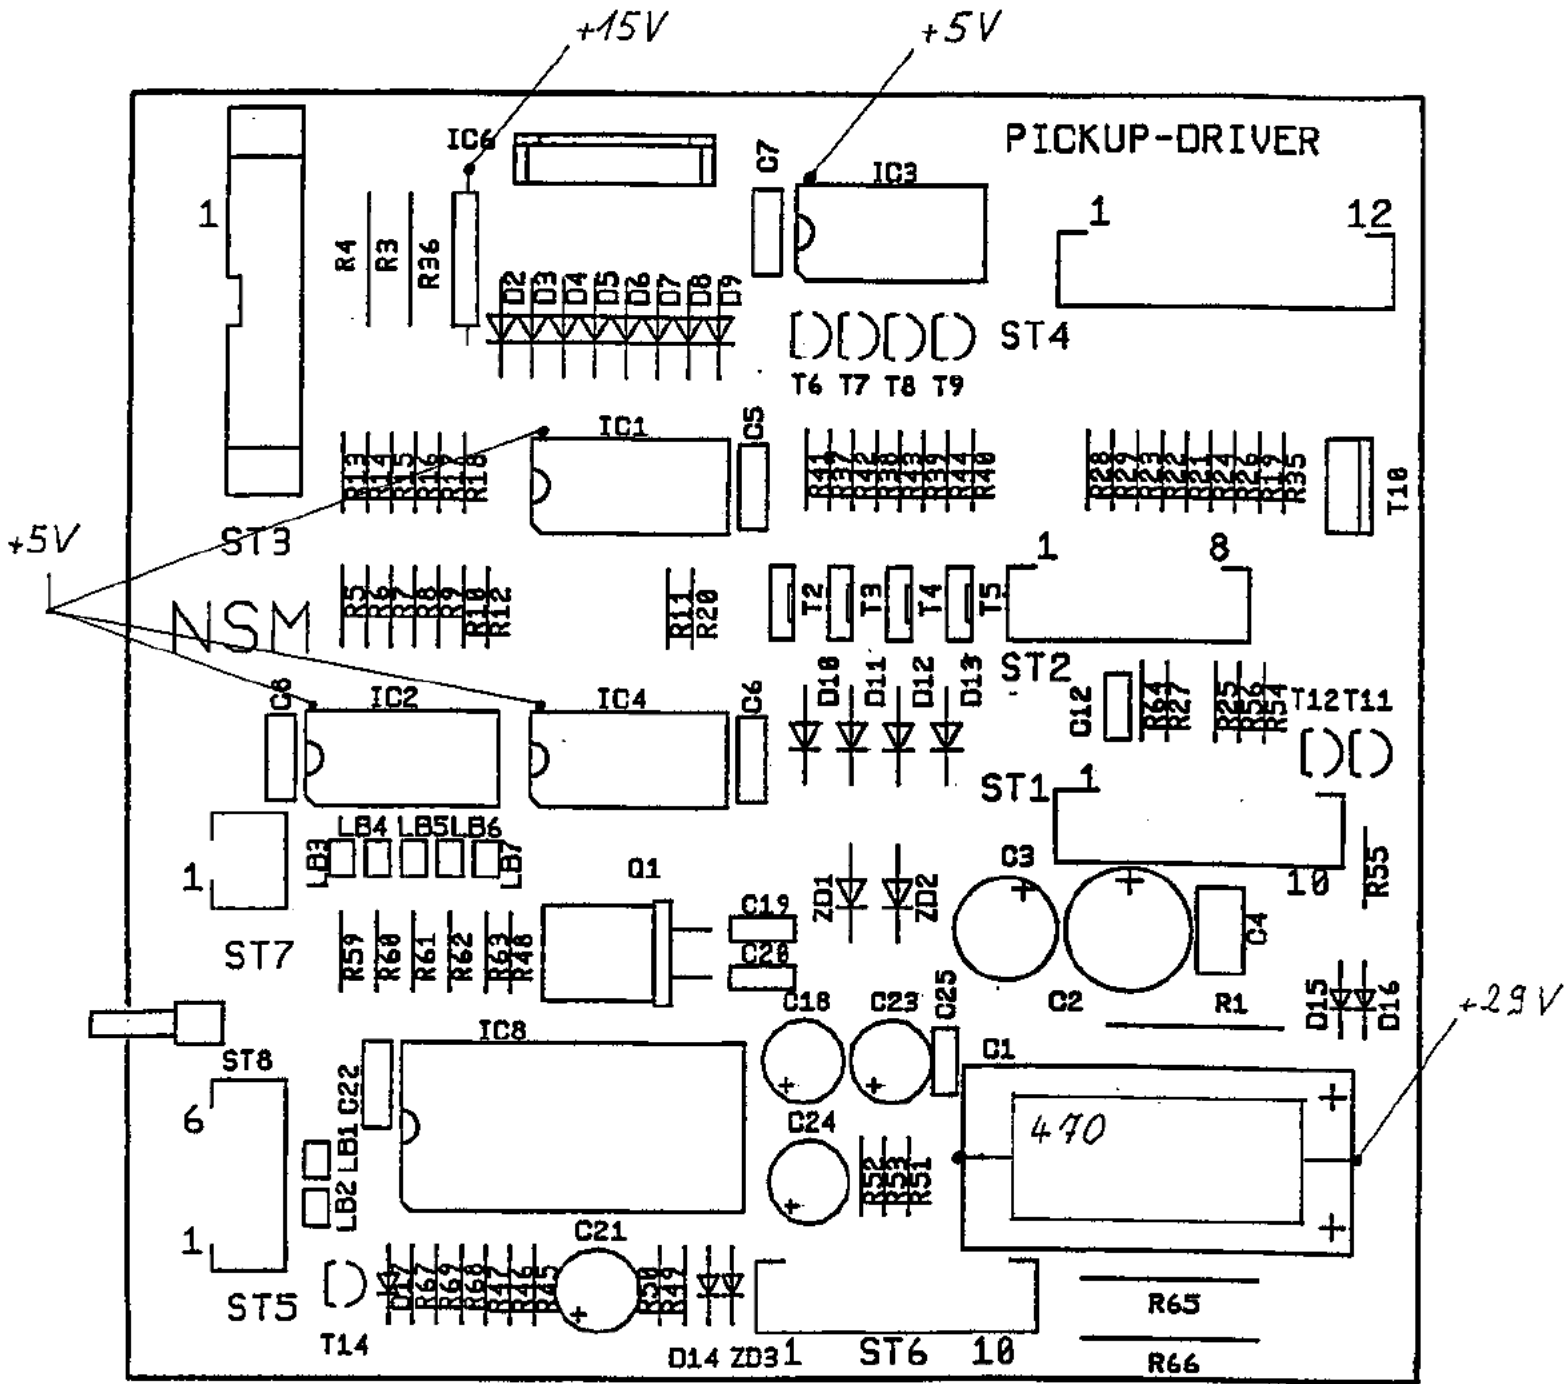 +15V
+5V
PICKUP-DRIVER
IC6
C7
IC3
1
1
12
R4
R3
R36
D2
D3
D4
D5
D6
D7
D8
D9
ST4
T6 T7 T8 T9
IC1
C5
R13
R14
R15
R16
R17
R18
R41
R37
R42
R38
R43
R39
R44
R40
R28
R29
R23
R22
R21
R24
R26
R19
R35
T10
ST3
+5V
1
8
R5
R6
R7
R8
R9
R10
R12
R11
R20
T2
T3
T4
T5
NSM
ST2
D10
D11
D12
D13
C8
IC2
IC4
C6
C12
R64
R27
R25
R56
R54
T12 T11
ST1
1
LB3
LB4
LB5
LB6
LB7
1
Q1
C3
10
R55
ZD1
ZD2
C19
C20
C4
ST7
R59
R60
R61
R62
R63
R48
C18
C23
C25
C2
R1
D15
D16
+29V
IC8
C1
ST8
C22
6
470
LB1
LB2
C24
R52
R53
R51
1
C21
ST5
T14
D17
R67
R69
R68
R47
R46
R45
R50
R49
R65
D14 ZD3
1
ST6
10
R66